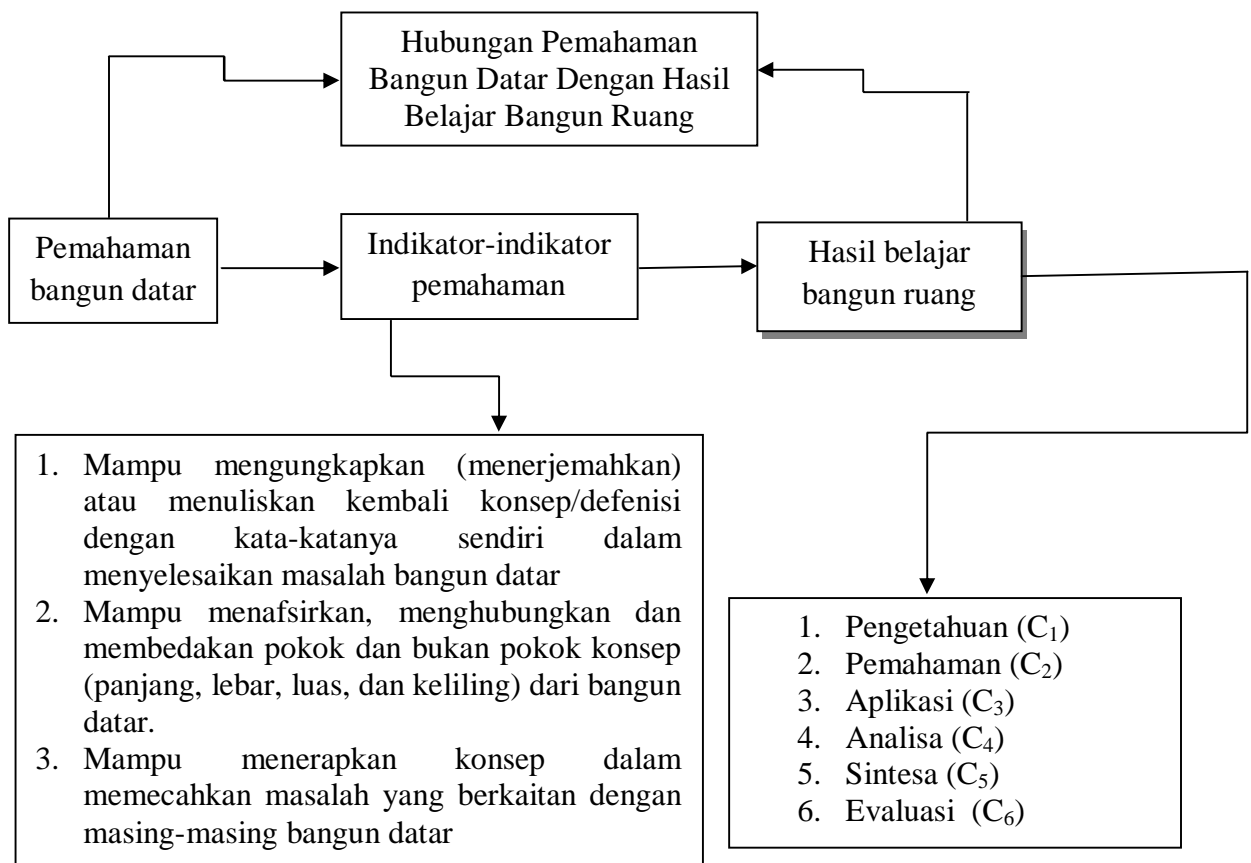 Hubungan Pemahaman
Bangun Datar Dengan Hasil
Belajar Bangun Ruang
Pemahaman
bangun datar
Indikator-indikator
pemahaman
Hasil belajar
bangun ruang
1. Mampu mengungkapkan (menerjemahkan)
atau menuliskan kembali konsep/defenisi
dengan kata-katanya sendiri dalam
menyelesaikan masalah bangun datar
2. Mampu menafsirkan, menghubungkan dan
membedakan pokok dan bukan pokok konsep
(panjang, lebar, luas, dan keliling) dari bangun
datar.
3. Mampu menerapkan konsep dalam
memecahkan masalah yang berkaitan dengan
masing-masing bangun datar
1. Pengetahuan (C₁)
2. Pemahaman (C₂)
3. Aplikasi (C₃)
4. Analisa (C₄)
5. Sintesa (C₅)
6. Evaluasi (C₆)